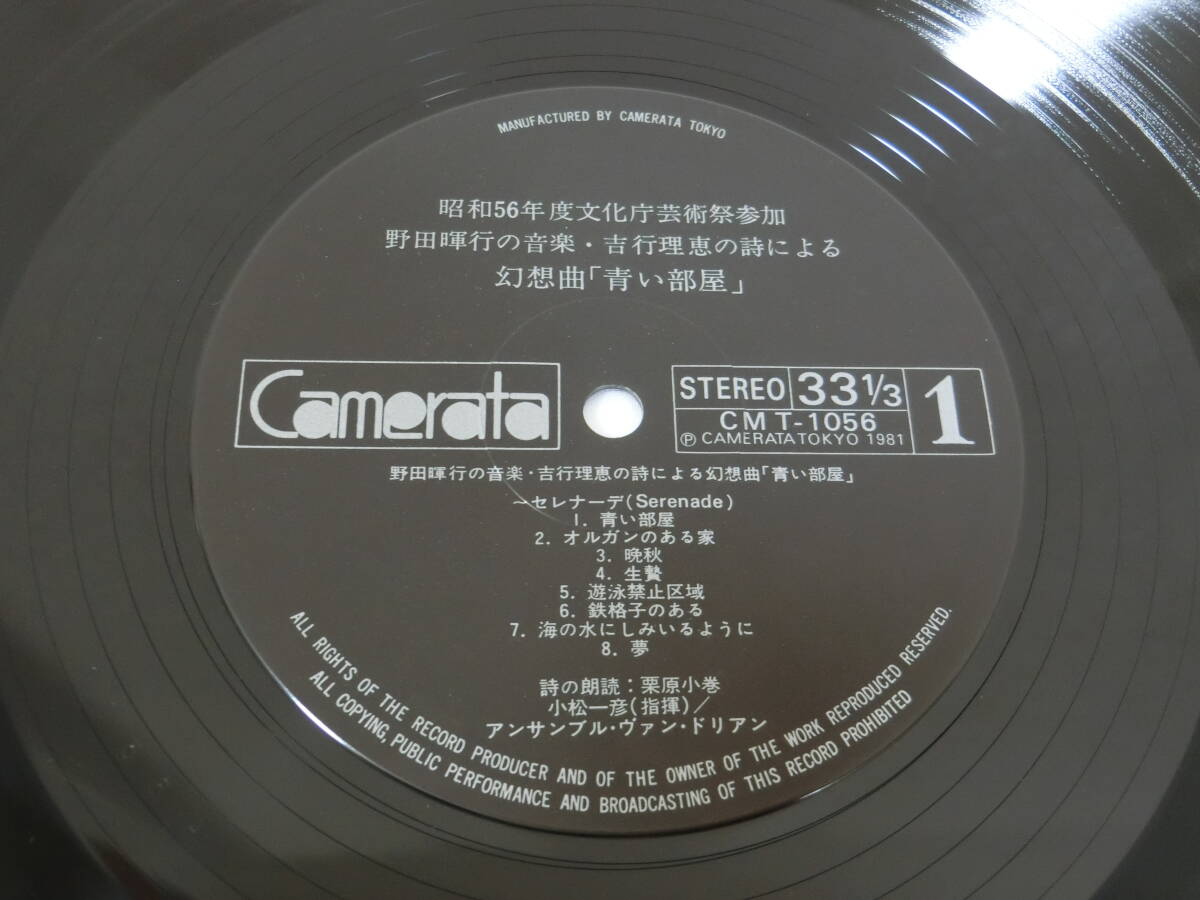 MANUFACTURED BY CAMERATA TOKYO
昭和56年度文化庁芸術祭参加
野田暉行の音楽・吉行理恵の詩による
幻想曲「青い部屋」
Camerata
STEREO 33 1/3
CMT-1056
Ⓟ CAMERATA TOKYO 1981
1
野田暉行の音楽・吉行理恵の詩による幻想曲「青い部屋」
〜セレナーデ(Serenade)
1. 青い部屋
2. オルガンのある家
3. 晩秋
4. 生贄
5. 遊泳禁止区域
6. 鉄格子のある
7. 海の水にしみいるように
8. 夢
詩の朗読：栗原小巻
小松一彦(指揮)／
アンサンブル・ヴァン・ドリアン
ALL RIGHTS OF THE RECORD PRODUCER AND OF THE OWNER OF THE WORK REPRODUCED RESERVED.
ALL COPYING, PUBLIC PERFORMANCE AND BROADCASTING OF THIS RECORD PROHIBITED